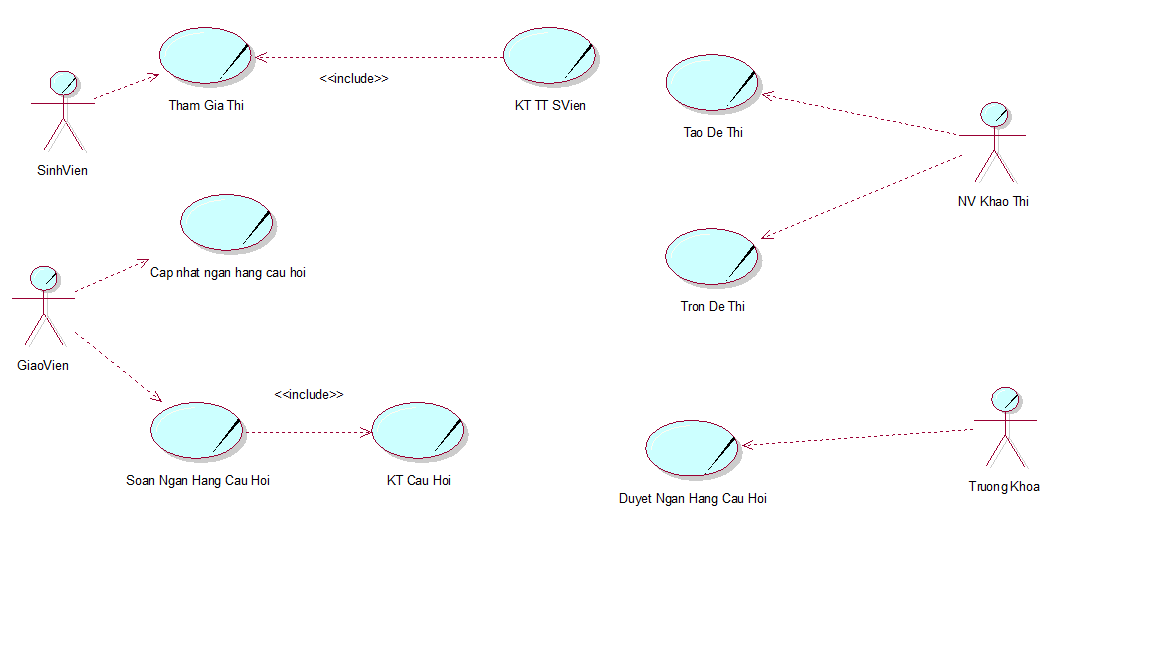 <<include>>
Tham Gia Thi
KT TT SVien
Tao De Thi
SinhVien
NV Khao Thi
Cap nhat ngan hang cau hoi
Tron De Thi
GiaoVien
<<include>>
Soan Ngan Hang Cau Hoi
KT Cau Hoi
Duyet Ngan Hang Cau Hoi
Truong Khoa